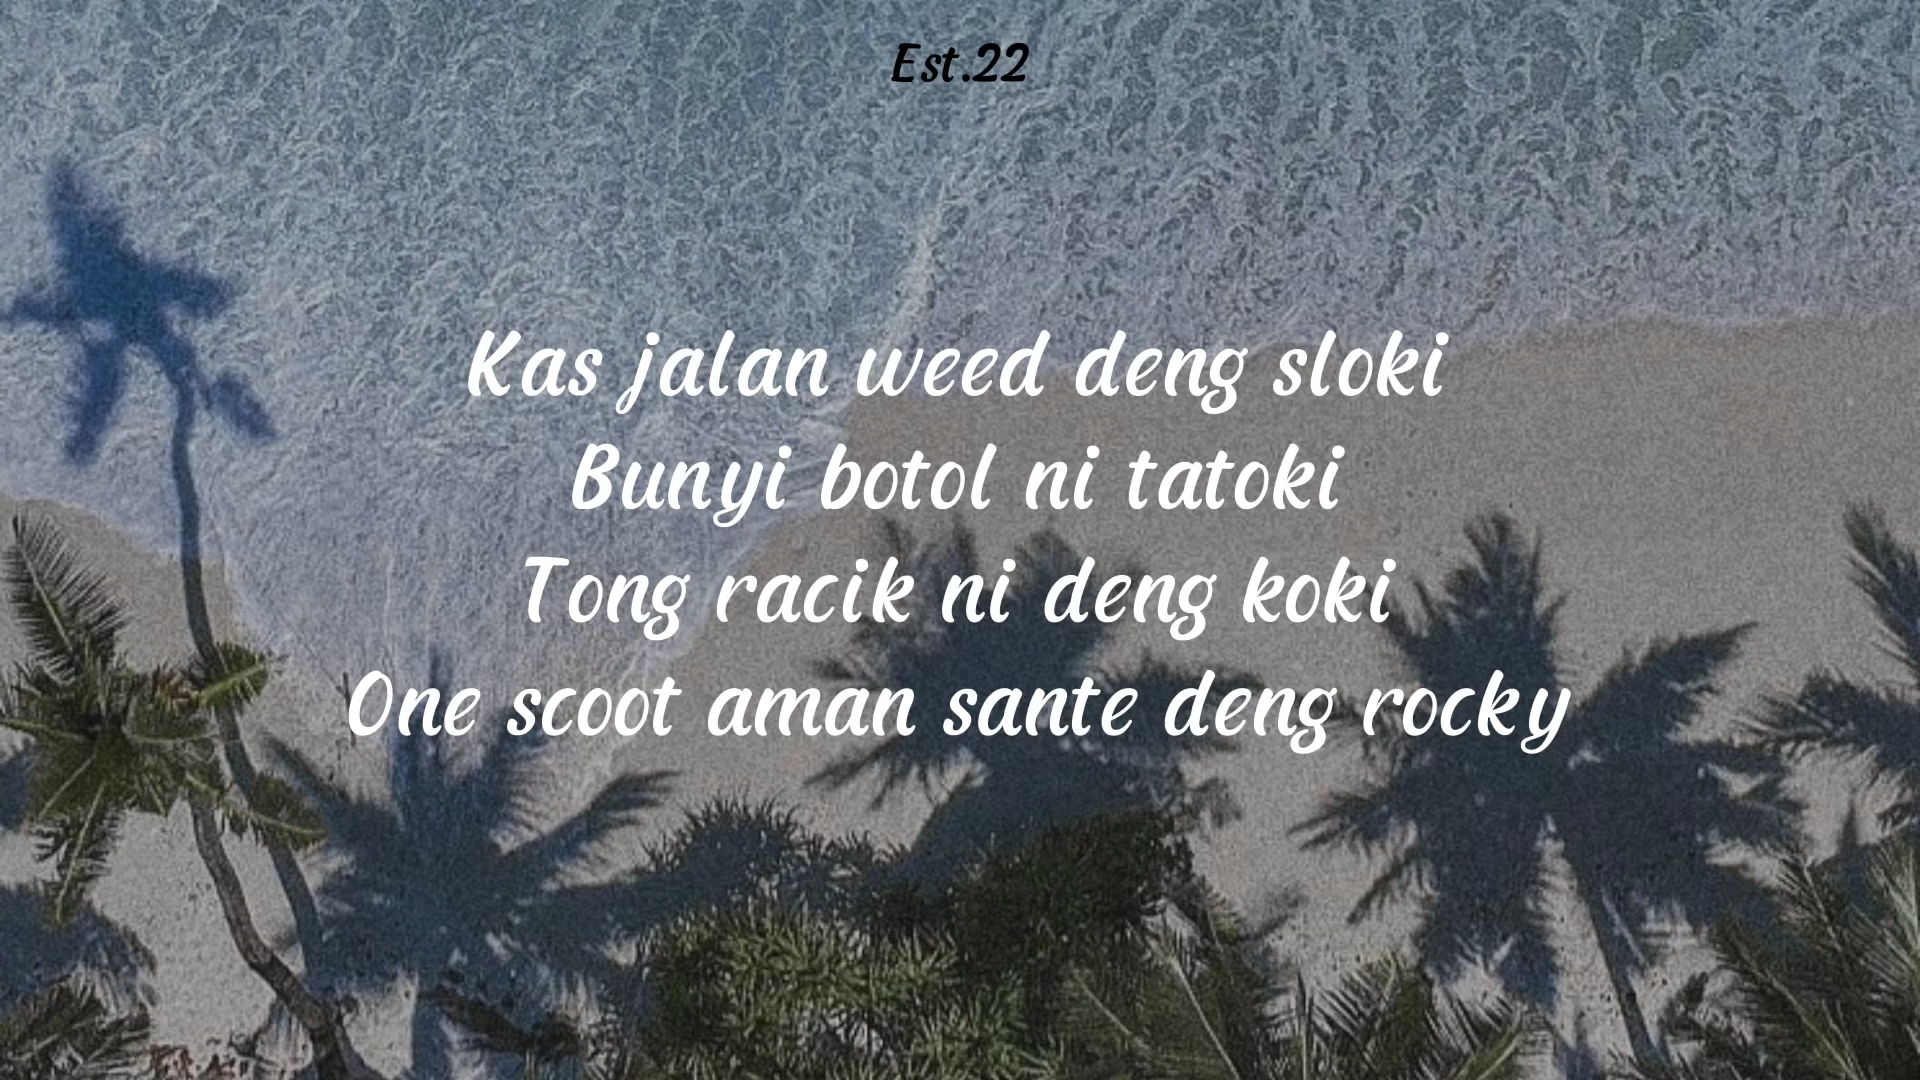 Est.22
Kas jalan weed deng sloki
Bunyi botol ni tatoki
Tong racik ni deng koki
One scoot aman sante deng rocky